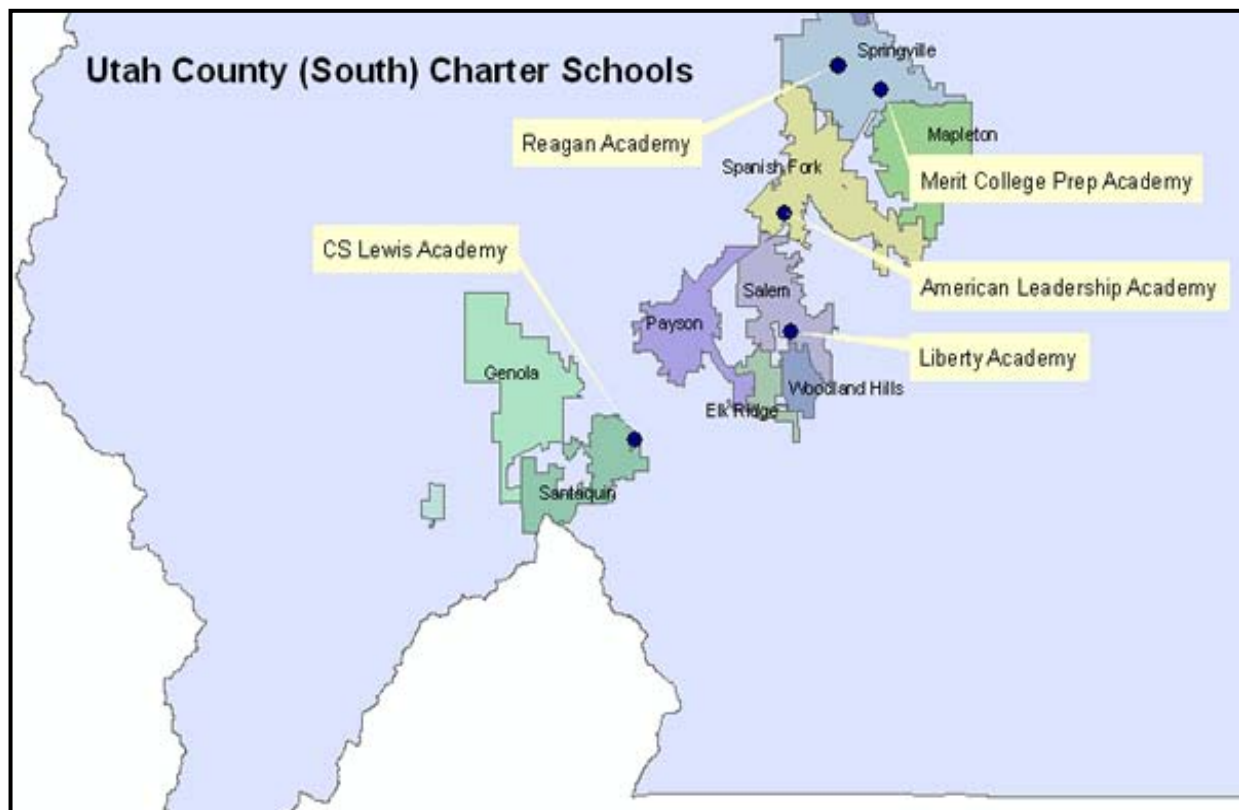 Utah County (South) Charter Schools
Springville
Reagan Academy
Mapleton
Spanish Fork
Merit College Prep Academy
CS Lewis Academy
American Leadership Academy
Salem
Payson
Liberty Academy
Genola
Woodland Hills
Elk Ridge
Santaquin